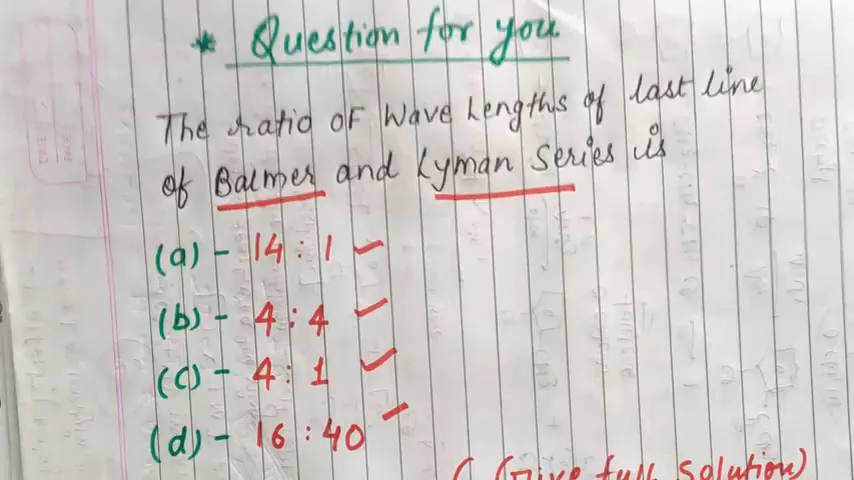 * Question for you
The ratio OF Wave Lengths of last line
of Balmer and Lyman Series is
(a) - 14 : 1
(b) - 4 : 4
(c) - 4 : 1
(d) - 16 : 40
( Give full solution)